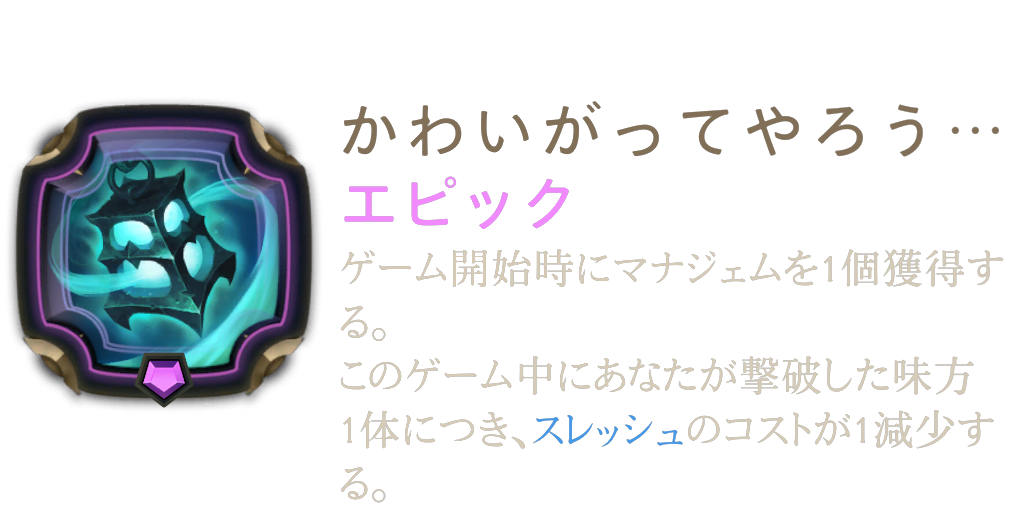 かわいがってやろう…
エピック
ゲーム開始時にマナジェムを1個獲得す
る。
このゲーム中にあなたが撃破した味方
1体につき、スレッシュのコストが1減少す
る。